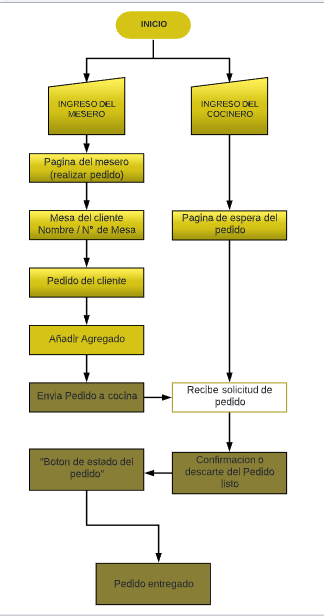 INICIO
INGRESO DEL
MESERO
INGRESO DEL
COCINERO
Pagina del mesero
(realizar pedido)
Mesa del cliente
Nombre / N° de Mesa
Pagina de espera del
pedido
Pedido del cliente
Añadir Agregado
Envia Pedido a cocina
Recibe solicitud de
pedido
"Boton de estado del
pedido"
Confirmacion o
descarte del Pedido
listo
Pedido entregado